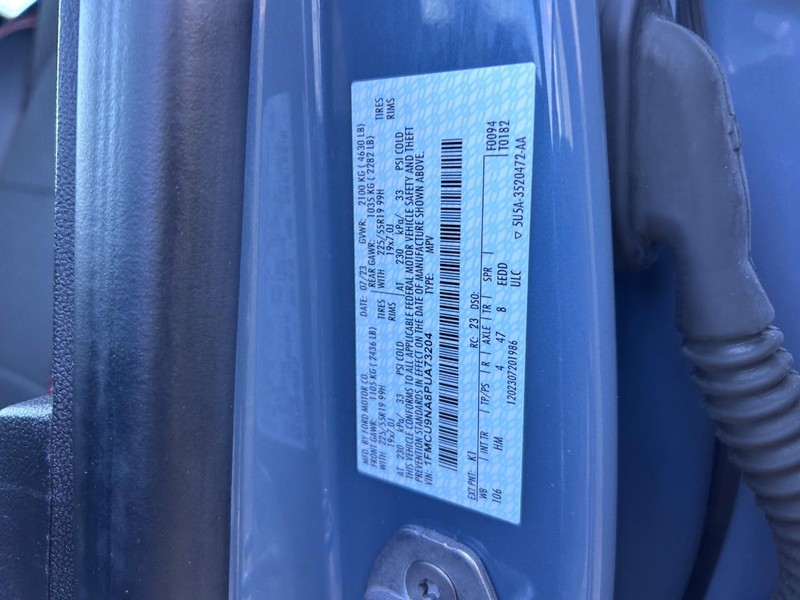 MFD. BY FORD MOTOR CO. DATE: 07/23 GVWR: 2100 KG ( 4630 LB)
FRONT GAWR: 1105 KG ( 2436 LB) REAR GAWR: 1035 KG ( 2282 LB)
WITH 225/55R19 99H TIRES WITH 225/55R19 99H TIRES
19x7.0J RIMS 19x7.0J RIMS
AT 230 kPa/ 33 PSI COLD AT 230 kPa/ 33 PSI COLD
THIS VEHICLE CONFORMS TO ALL APPLICABLE FEDERAL MOTOR VEHICLE SAFETY AND THEFT
PREVENTION STANDARDS IN EFFECT ON THE DATE OF MANUFACTURE SHOWN ABOVE.
VIN: 1FMCU9NA8PUA73204 TYPE: MPV
EXT PNT: K1 RC: 23 DSO: F0094
WB INT TR TP/PS R AXLE TR SPR T0182
106 HM 4 47 8 EEDD
1202307201986 ULC ▽ 5U5A-3520472-AA